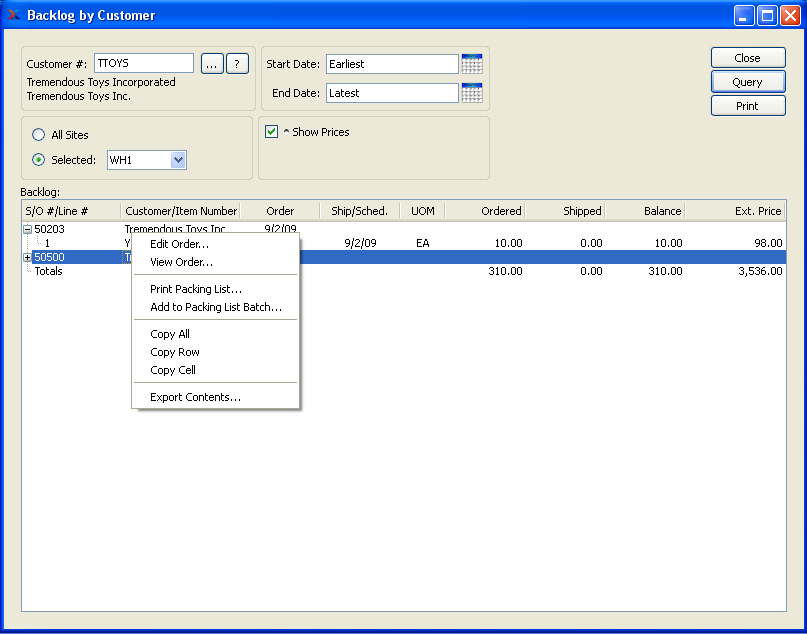 Backlog by Customer
Customer #: TTOYS ... ?
Tremendous Toys Incorporated
Tremendous Toys Inc.
Start Date: Earliest
End Date: Latest
Close
Query
Print
All Sites
Selected: WH1
^ Show Prices
Backlog:
S/O #/Line # Customer/Item Number Order Ship/Sched. UOM Ordered Shipped Balance Ext. Price
50203 Tremendous Toys Inc 9/2/09
1 Y 9/2/09 EA 10.00 0.00 10.00 98.00
50500
Totals 310.00 0.00 310.00 3,536.00
Edit Order...
View Order...
Print Packing List...
Add to Packing List Batch...
Copy All
Copy Row
Copy Cell
Export Contents...